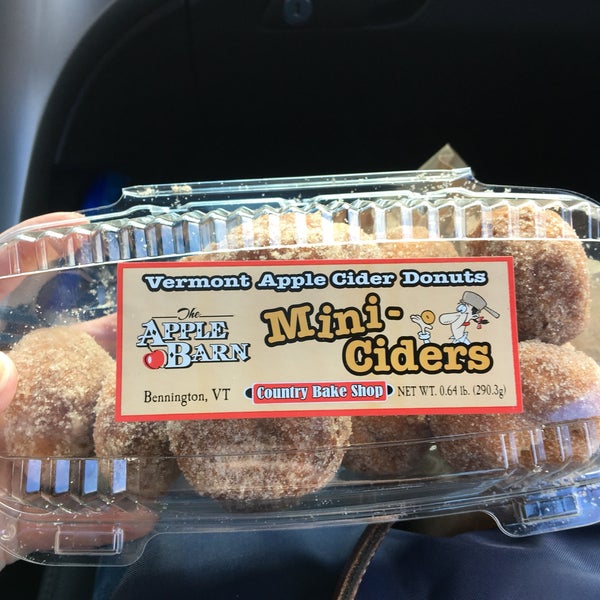 Vermont Apple Cider Donuts
The
APPLE
BARN
Mini-
Ciders
Bennington, VT
Country Bake Shop
NET WT. 0.64 lb. (290.3g)